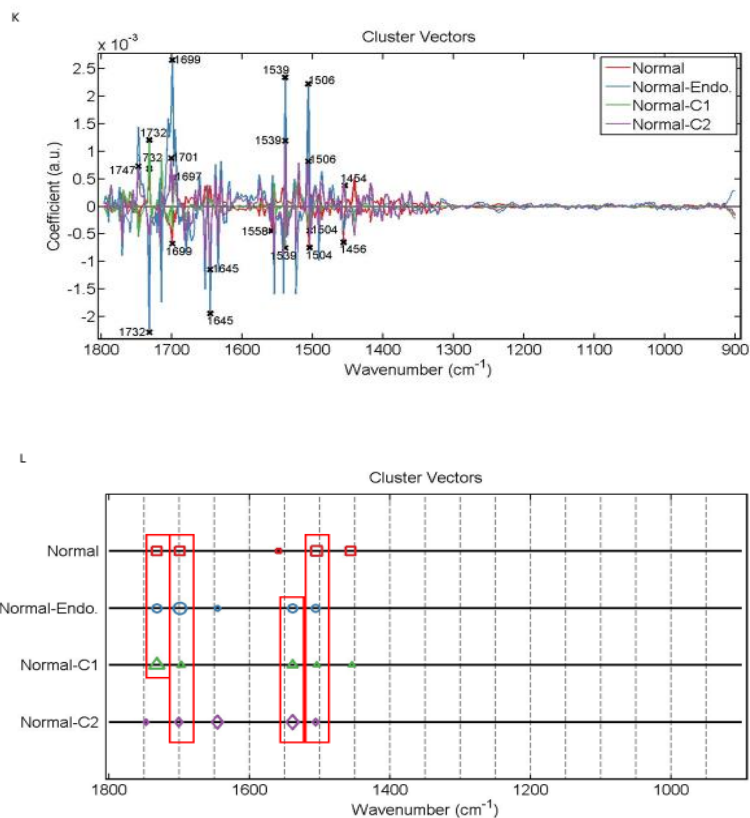 K
Cluster Vectors
x 10⁻³
2.5
2
1.5
1
0.5
0
-0.5
-1
-1.5
-2
Coefficient (a.u.)
1699
1539
1506
1732
732
1747
1701
1697
1539
1506
1454
1699
1558
1539
1504
1504
1456
1645
1645
1732
Normal
Normal-Endo.
Normal-C1
Normal-C2
1800 1700 1600 1500 1400 1300 1200 1100 1000 900
Wavenumber (cm⁻¹)
L
Cluster Vectors
Normal
Normal-Endo.
Normal-C1
Normal-C2
1800 1600 1400 1200 1000
Wavenumber (cm⁻¹)